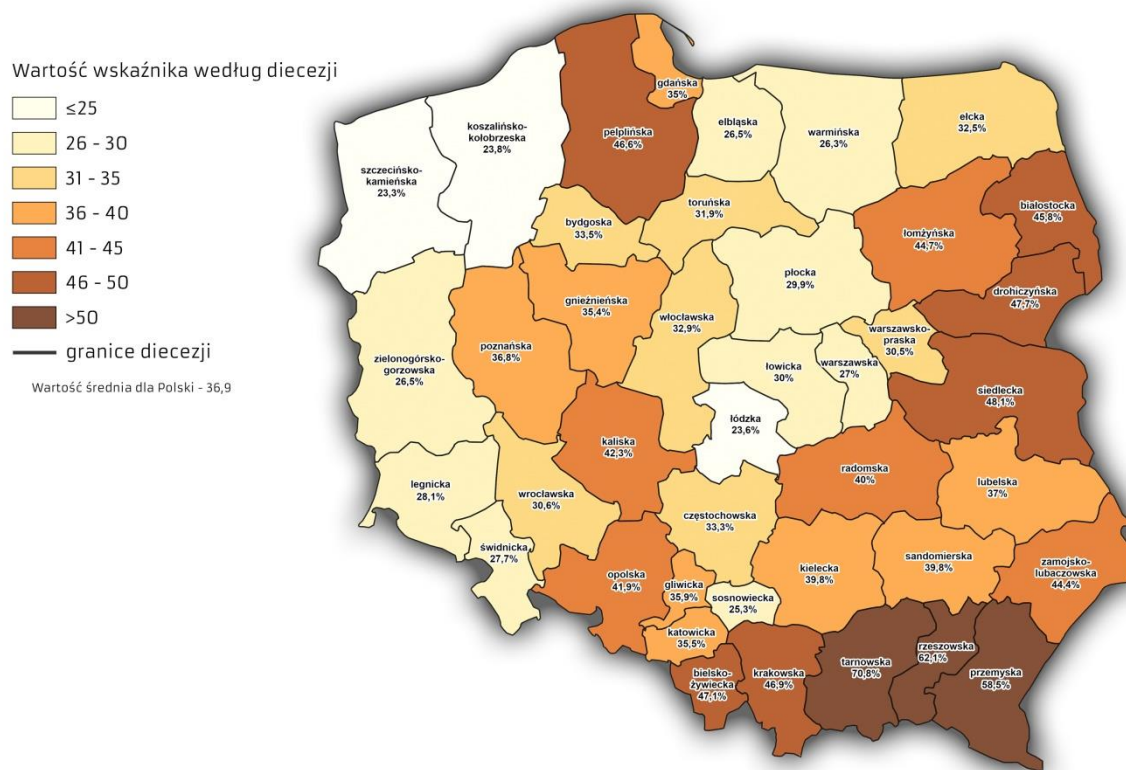 Wartość wskaźnika według diecezji
≤25
26 - 30
31 - 35
36 - 40
41 - 45
46 - 50
>50
granice diecezji
Wartość średnia dla Polski - 36,9
szczecińsko-
kamieńska
23,3%
koszalińsko-
kołobrzeska
23,8%
pelplińska
46,6%
gdańska
35%
elbląska
26,5%
warmińska
26,3%
ełcka
32,5%
białostocka
45,8%
łomżyńska
44,7%
drohiczyńska
47,7%
bydgoska
33,5%
toruńska
31,9%
płocka
29,9%
warszawsko-
praska
30,5%
zielonogórsko-
gorzowska
26,5%
poznańska
36,8%
gnieźnieńska
35,4%
włocławska
32,9%
łowicka
30%
warszawska
27%
siedlecka
48,1%
łódzka
23,6%
kaliska
42,3%
radomska
40%
lubelska
37%
legnicka
28,1%
wrocławska
30,6%
częstochowska
33,3%
świdnicka
27,7%
opolska
41,9%
gliwicka
35,9%
sosnowiecka
25,3%
kielecka
39,8%
sandomierska
39,8%
zamojsko-
lubaczowska
44,4%
katowicka
35,5%
bielsko-
żywiecka
47,1%
krakowska
46,9%
tarnowska
70,8%
rzeszowska
62,1%
przemyska
58,5%